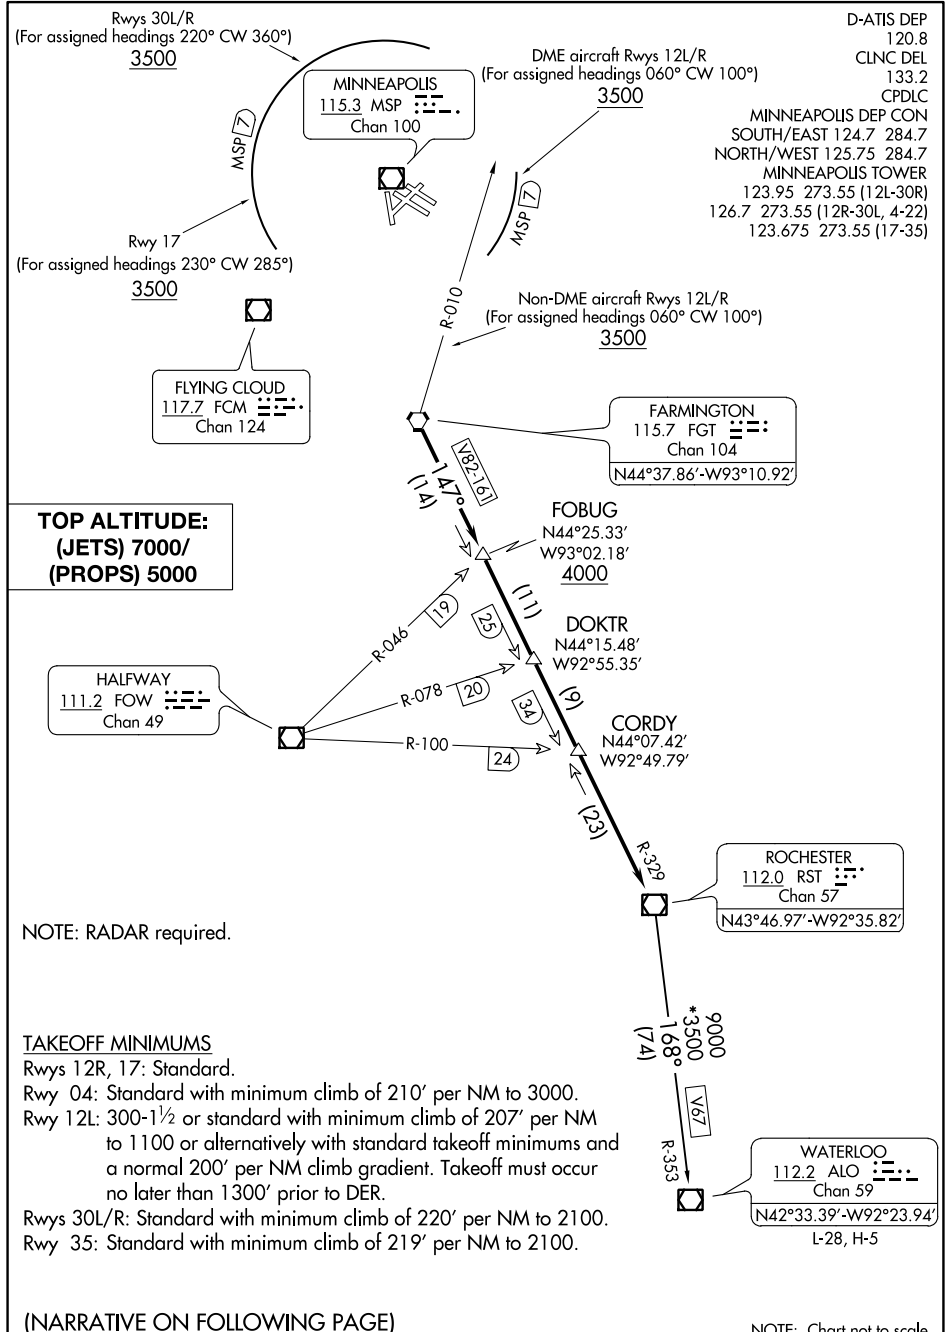 Rwys 30L/R
(For assigned headings 220° CW 360°)
3500
MSP 7
MINNEAPOLIS
115.3 MSP
Chan 100
DME aircraft Rwys 12L/R
(For assigned headings 060° CW 100°)
3500
MSP 7
D-ATIS DEP
120.8
CLNC DEL
133.2
CPDLC
MINNEAPOLIS DEP CON
SOUTH/EAST 124.7 284.7
NORTH/WEST 125.75 284.7
MINNEAPOLIS TOWER
123.95 273.55 (12L-30R)
126.7 273.55 (12R-30L, 4-22)
123.675 273.55 (17-35)
Rwy 17
(For assigned headings 230° CW 285°)
3500
R-010
Non-DME aircraft Rwys 12L/R
(For assigned headings 060° CW 100°)
3500
FLYING CLOUD
117.7 FCM
Chan 124
FARMINGTON
115.7 FGT
Chan 104
N44°37.86'-W93°10.92'
V82-161
147°
(14)
TOP ALTITUDE:
(JETS) 7000/
(PROPS) 5000
FOBUG
N44°25.33'
W93°02.18'
4000
(11)
R-046
19
25
DOKTR
N44°15.48'
W92°55.35'
HALFWAY
111.2 FOW
Chan 49
R-078
20
(9)
34
R-100
24
CORDY
N44°07.42'
W92°49.79'
(23)
R-329
ROCHESTER
112.0 RST
Chan 57
N43°46.97'-W92°35.82'
NOTE: RADAR required.
9000
*3500
168°
(74)
V67
R-353
WATERLOO
112.2 ALO
Chan 59
N42°33.39'-W92°23.94'
L-28, H-5
TAKEOFF MINIMUMS
Rwys 12R, 17: Standard.
Rwy 04: Standard with minimum climb of 210' per NM to 3000.
Rwy 12L: 300-1½ or standard with minimum climb of 207' per NM
to 1100 or alternatively with standard takeoff minimums and
a normal 200' per NM climb gradient. Takeoff must occur
no later than 1300' prior to DER.
Rwys 30L/R: Standard with minimum climb of 220' per NM to 2100.
Rwy 35: Standard with minimum climb of 219' per NM to 2100.
(NARRATIVE ON FOLLOWING PAGE)
NOTE: Chart not to scale